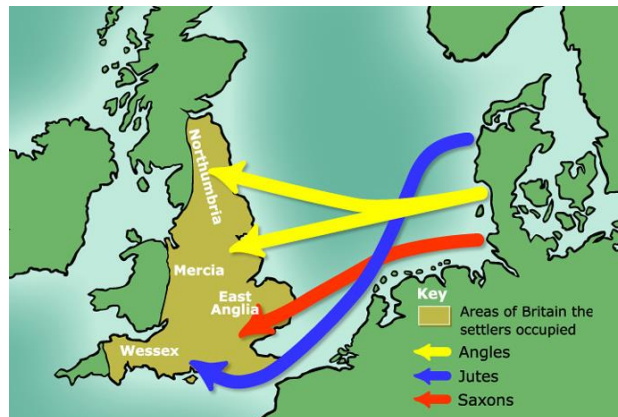 Northumbria
Mercia
East
Anglia
Wessex
Key
Areas of Britain the
settlers occupied
Angles
Jutes
Saxons